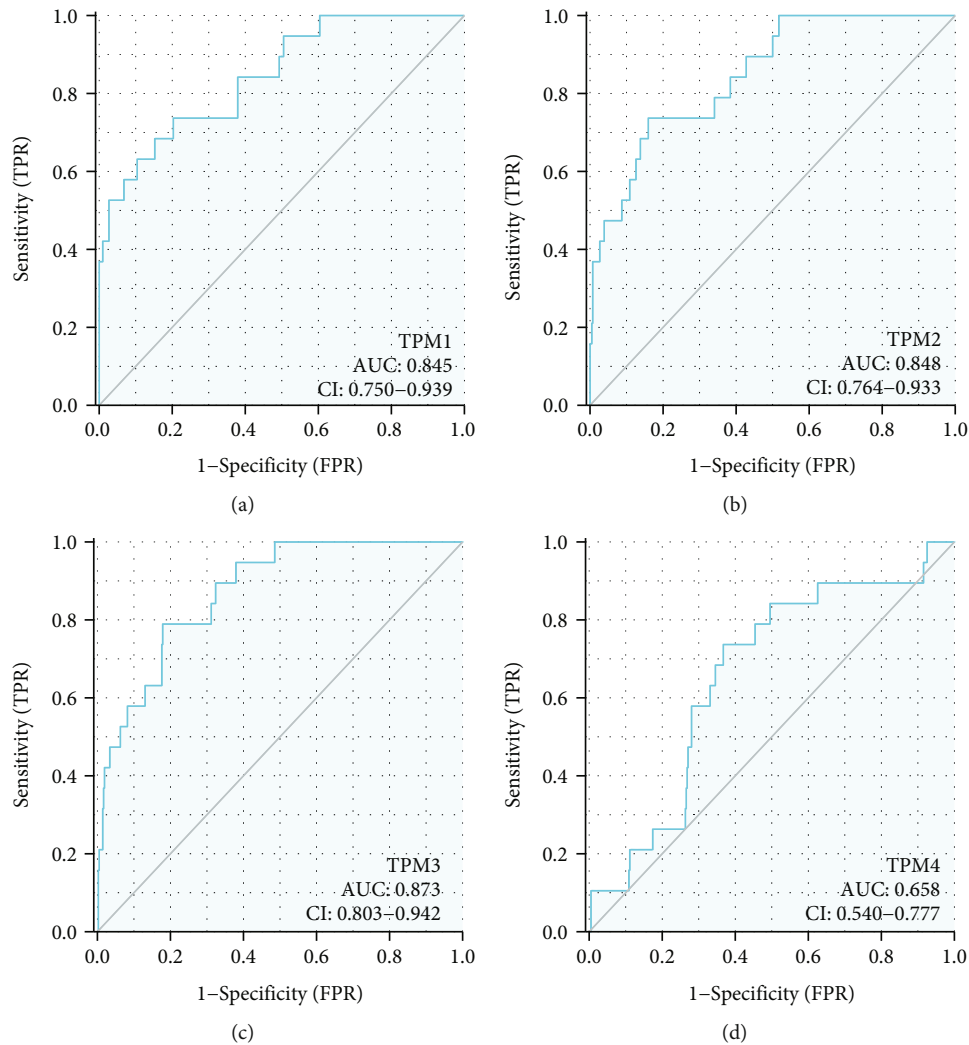 1.0
0.8
0.6
0.4
0.2
0.0
Sensitivity (TPR)
TPM1
AUC: 0.845
CI: 0.750–0.939
0.0 0.2 0.4 0.6 0.8 1.0
1–Specificity (FPR)
(a)
1.0
0.8
0.6
0.4
0.2
0.0
Sensitivity (TPR)
TPM2
AUC: 0.848
CI: 0.764–0.933
0.0 0.2 0.4 0.6 0.8 1.0
1–Specificity (FPR)
(b)
1.0
0.8
0.6
0.4
0.2
0.0
Sensitivity (TPR)
TPM3
AUC: 0.873
CI: 0.803–0.942
0.0 0.2 0.4 0.6 0.8 1.0
1–Specificity (FPR)
(c)
1.0
0.8
0.6
0.4
0.2
0.0
Sensitivity (TPR)
TPM4
AUC: 0.658
CI: 0.540–0.777
0.0 0.2 0.4 0.6 0.8 1.0
1–Specificity (FPR)
(d)